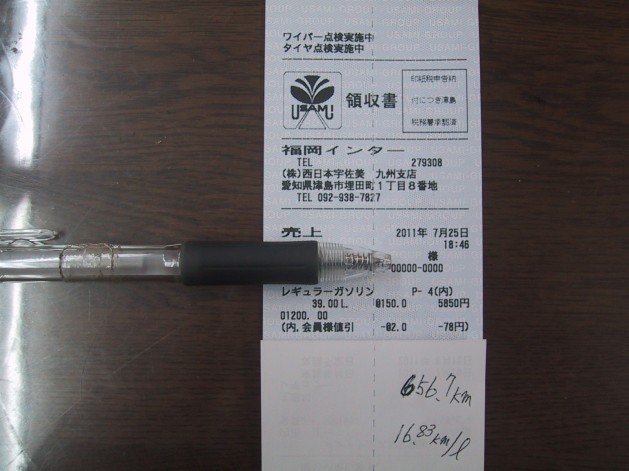 ワイパー点検実施中
タイヤ点検実施中
USAMI
領収書
印紙税申告納
付につき津島
税務署承認済
福岡インター
TEL 279308
(株)西日本宇佐美 九州支店
愛知県津島市埋田町1丁目8番地
TEL 092-938-7827
売上 2011年 7月25日
18:46
様
00000-0000
レギュラーガソリン P- 4(内)
39.00L @150.0 5850円
01200. 00
(内,会員様値引 -@2.0 -78円)
656.7km
16.83km/l